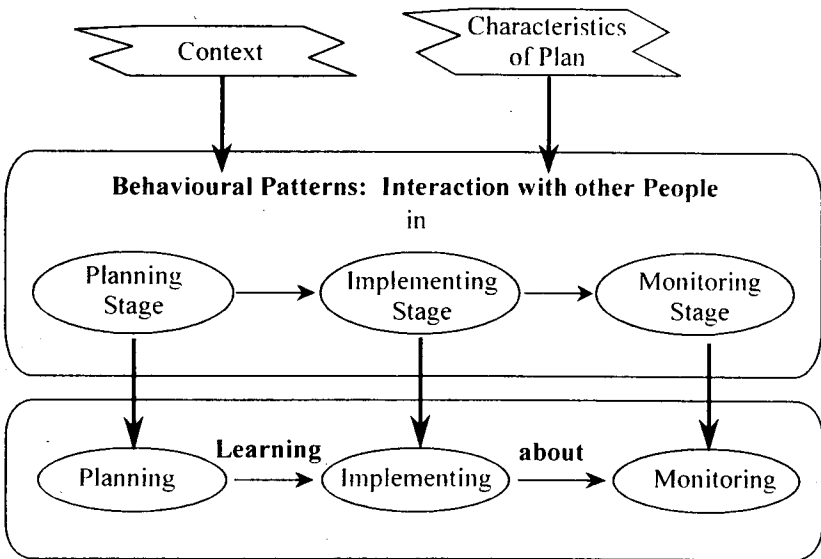 Context
Characteristics
of Plan
Behavioural Patterns: Interaction with other People
in
Planning
Stage
Implementing
Stage
Monitoring
Stage
Learning
about
Planning
Implementing
Monitoring